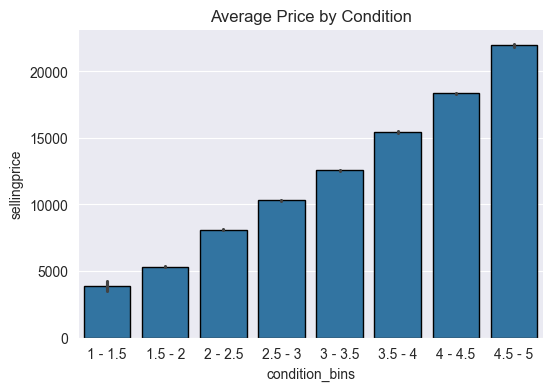 Average Price by Condition
sellingprice
20000
15000
10000
5000
0
1 - 1.5 1.5 - 2 2 - 2.5 2.5 - 3 3 - 3.5 3.5 - 4 4 - 4.5 4.5 - 5
condition_bins